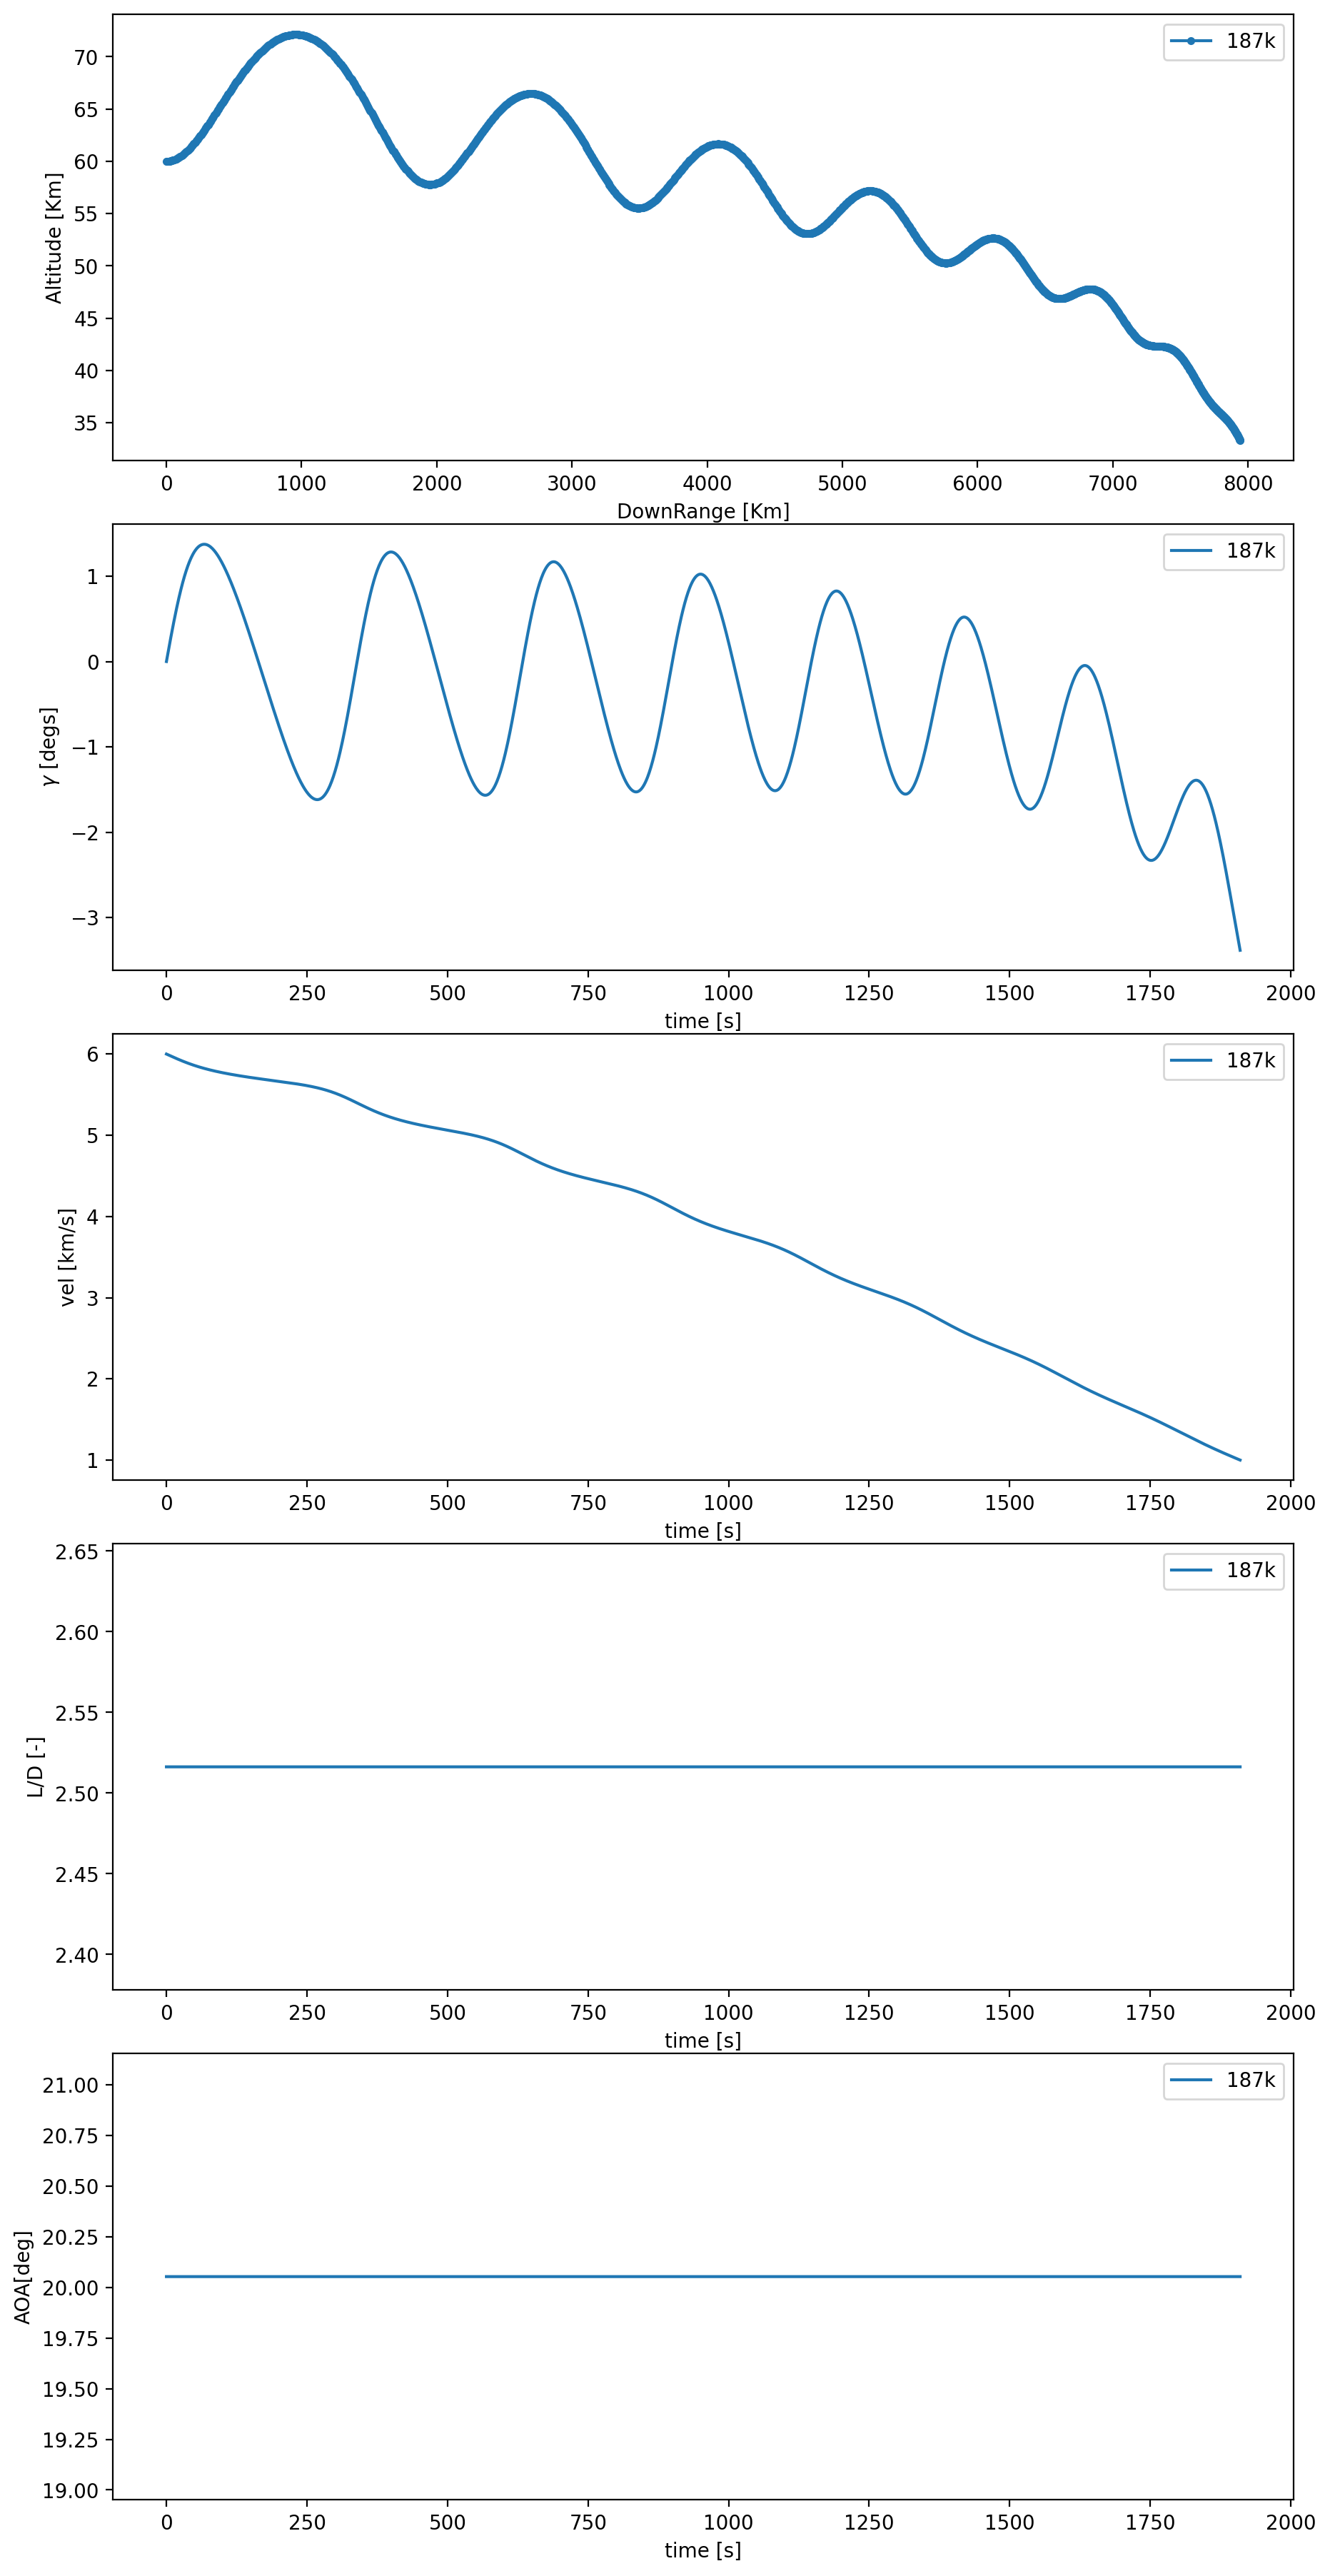 187k
70
65
60
55
50
45
40
35
Altitude [Km]
0 1000 2000 3000 4000 5000 6000 7000 8000
DownRange [Km]
187k
1
0
−1
−2
−3
γ [degs]
0 250 500 750 1000 1250 1500 1750 2000
time [s]
187k
6
5
4
3
2
1
vel [km/s]
0 250 500 750 1000 1250 1500 1750 2000
time [s]
187k
2.65
2.60
2.55
2.50
2.45
2.40
L/D [-]
0 250 500 750 1000 1250 1500 1750 2000
time [s]
187k
21.00
20.75
20.50
20.25
20.00
19.75
19.50
19.25
19.00
AOA[deg]
0 250 500 750 1000 1250 1500 1750 2000
time [s]